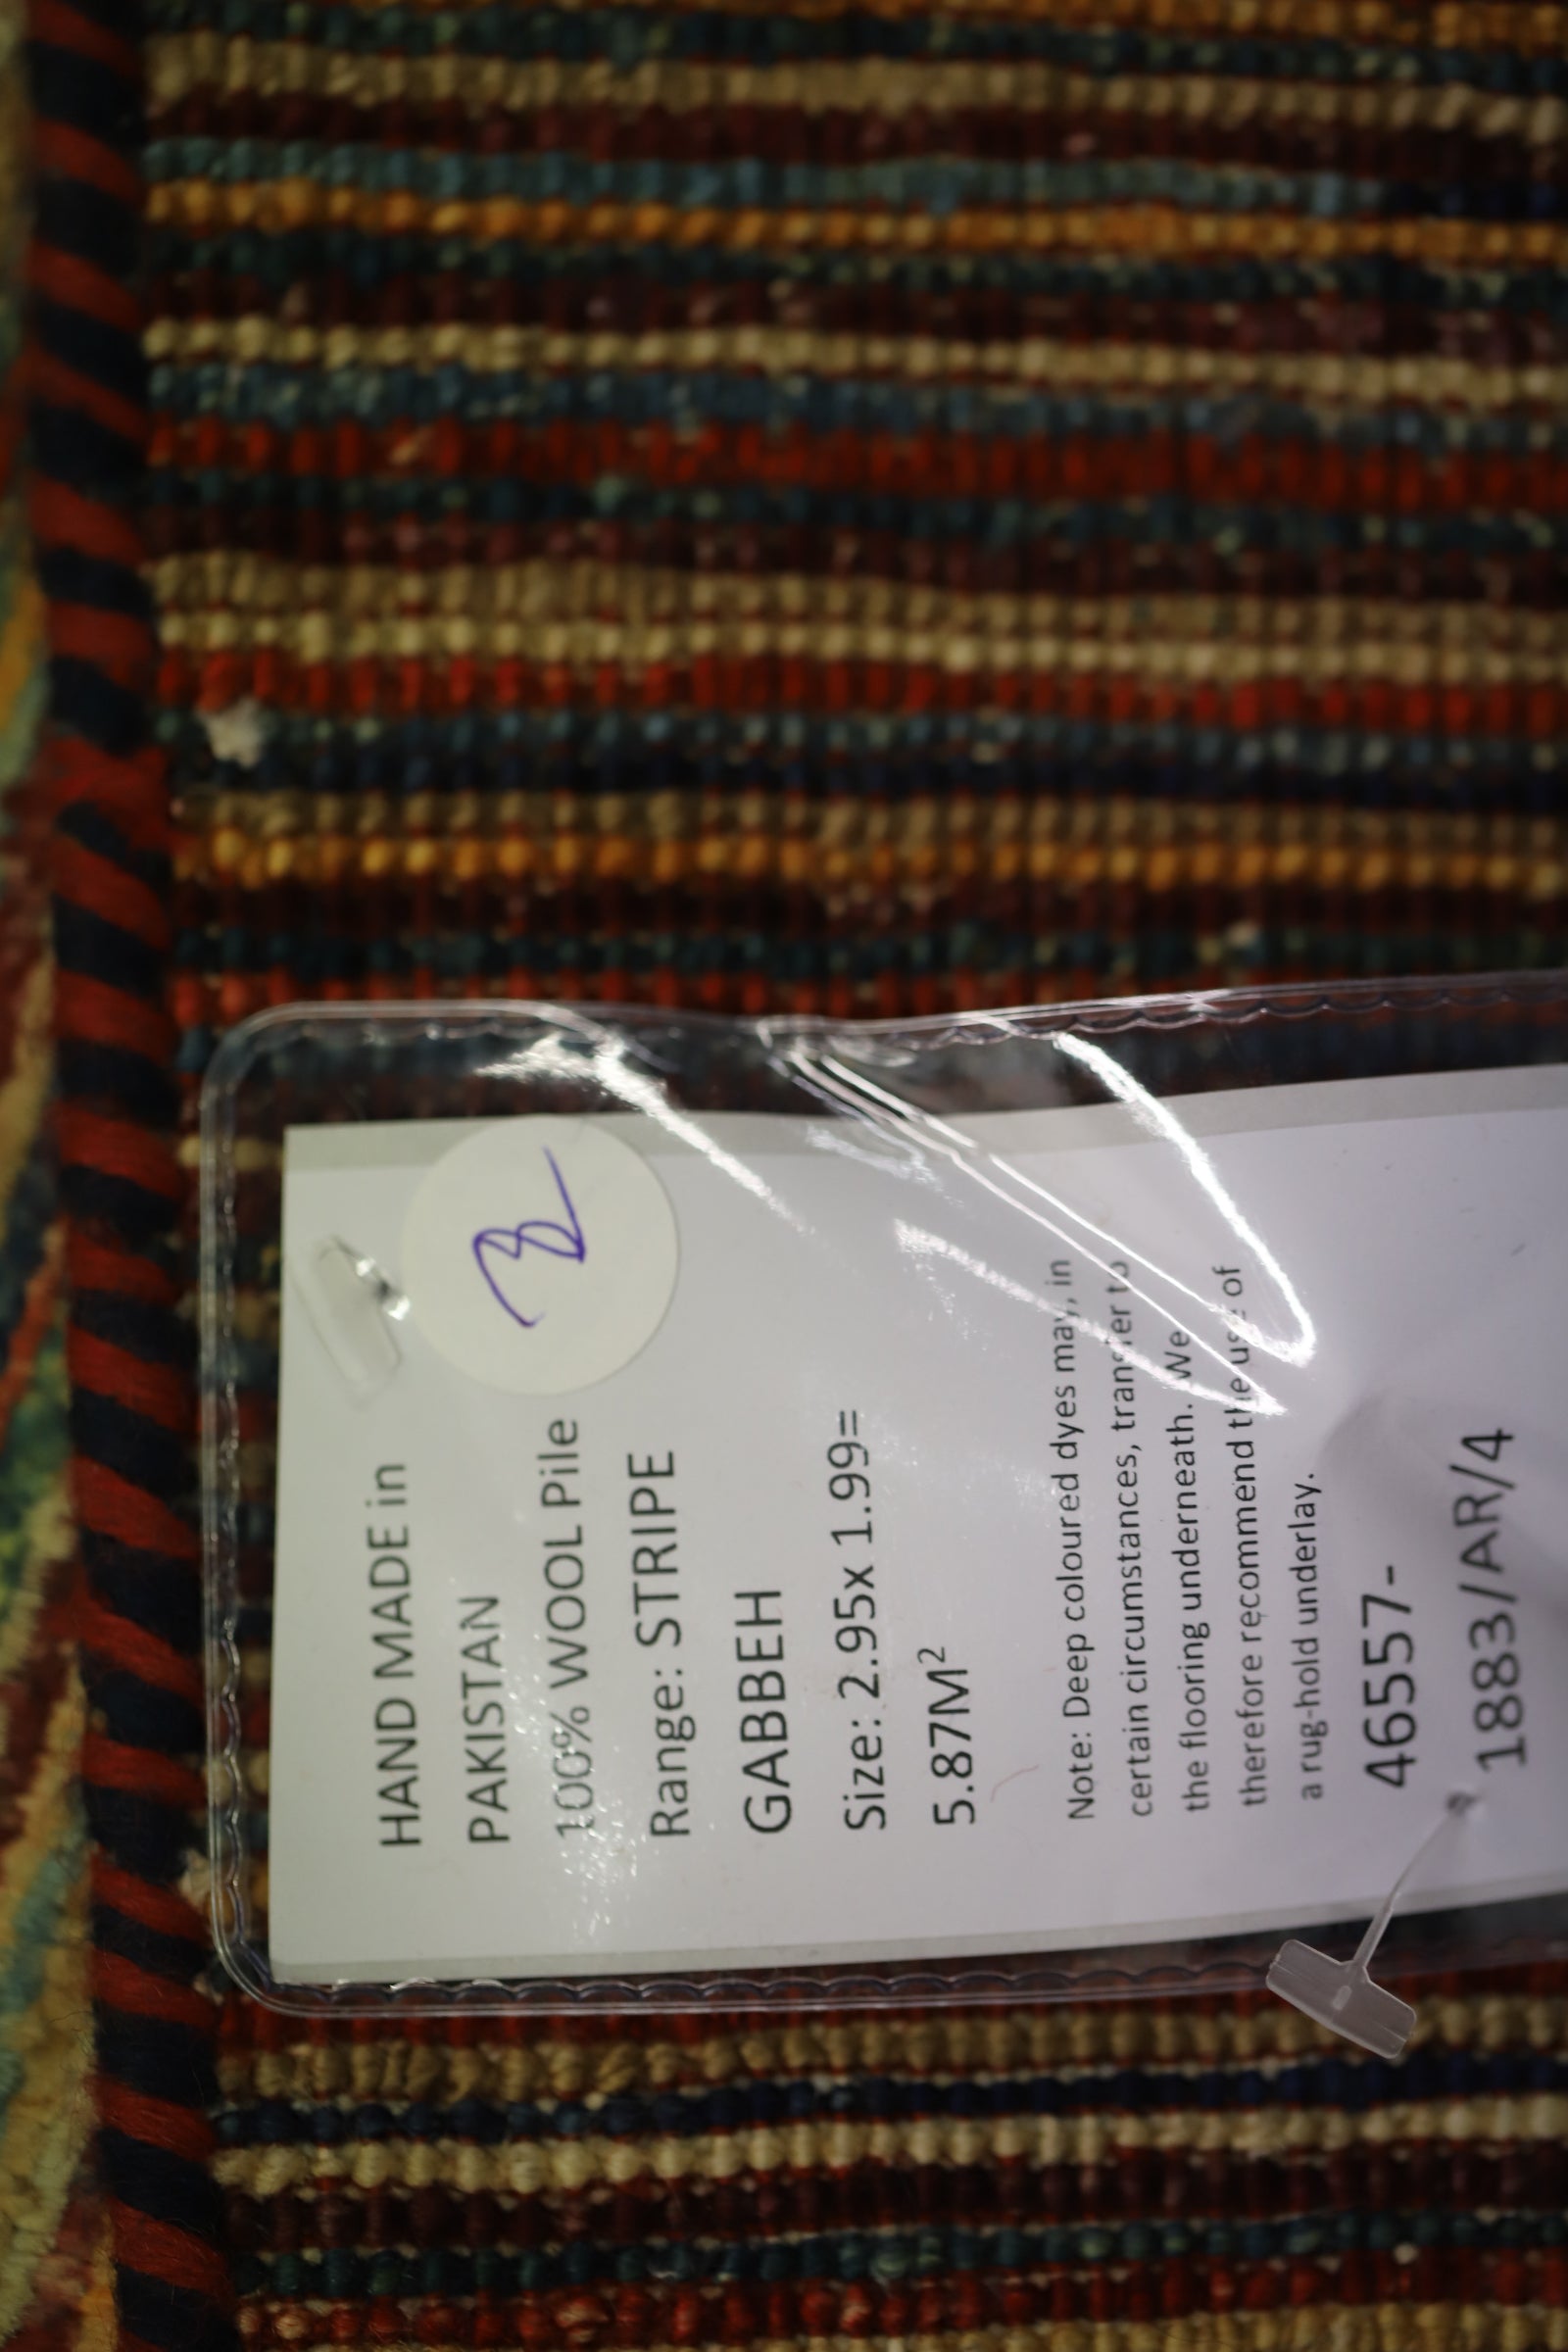 HAND MADE in
PAKISTAN
100% WOOL Pile
Range: STRIPE
GABBEH
Size: 2.95x 1.99=
5.87M²
Note: Deep coloured dyes may, in
certain circumstances, transfer to
the flooring underneath. We
therefore recommend the use of
a rug-hold underlay.
46557-
1883/AR/4